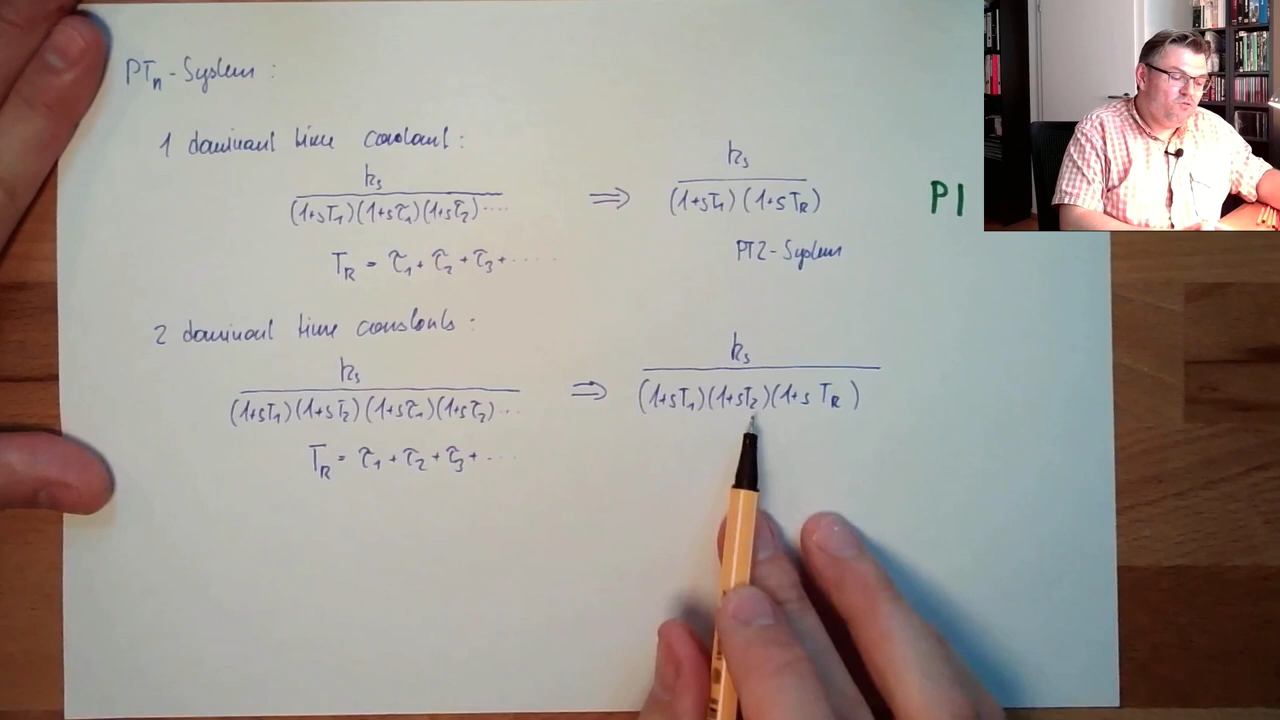 PTn-System:
1 dominant time constant:
ks
(1+sT1)(1+sτ1)(1+sτ2)···· ⇒ ks
(1+sT1)(1+sTR) PI
TR = τ1+τ2+τ3+····· PT2-System
2 dominant time constants:
ks
(1+sT1)(1+sT2)(1+sτ1)(1+sτ2)··· ⇒ ks
(1+sT1)(1+sT2)(1+sTR)
TR = τ1+τ2+τ3+····